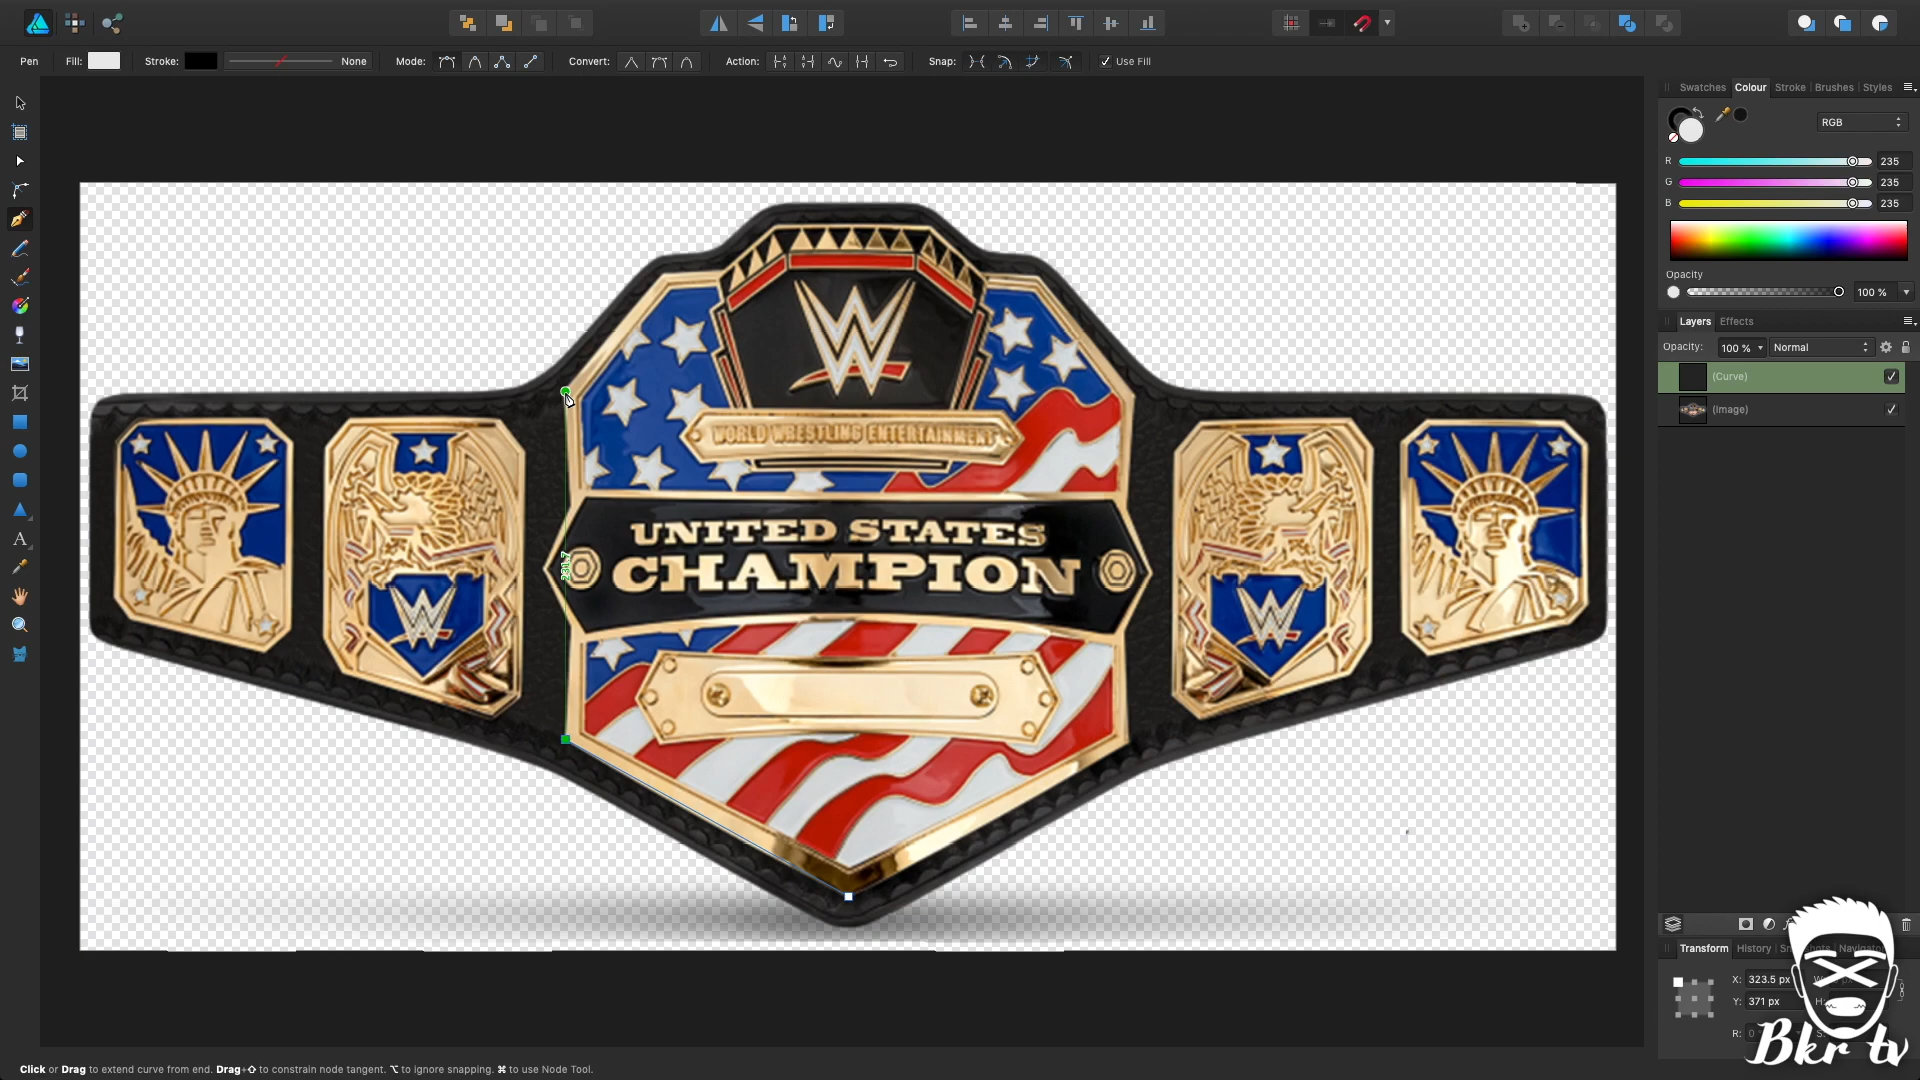 Pen Fill: Stroke: None Mode: Convert: Action: Snap: Use Fill
Swatches Colour Stroke Brushes Styles
RGB
R 235
G 235
B 235
Opacity
100 %
Layers Effects
Opacity: 100 % Normal
(Curve)
(Image)
WORLD WRESTLING ENTERTAINMENT
UNITED STATES
CHAMPION
231.7
Transform History
X: 323.5 px
Y: 371 px
R:
Bkr tv
Click or Drag to extend curve from end. Drag+⇧ to constrain node tangent. ⌥ to ignore snapping. ⌘ to use Node Tool.